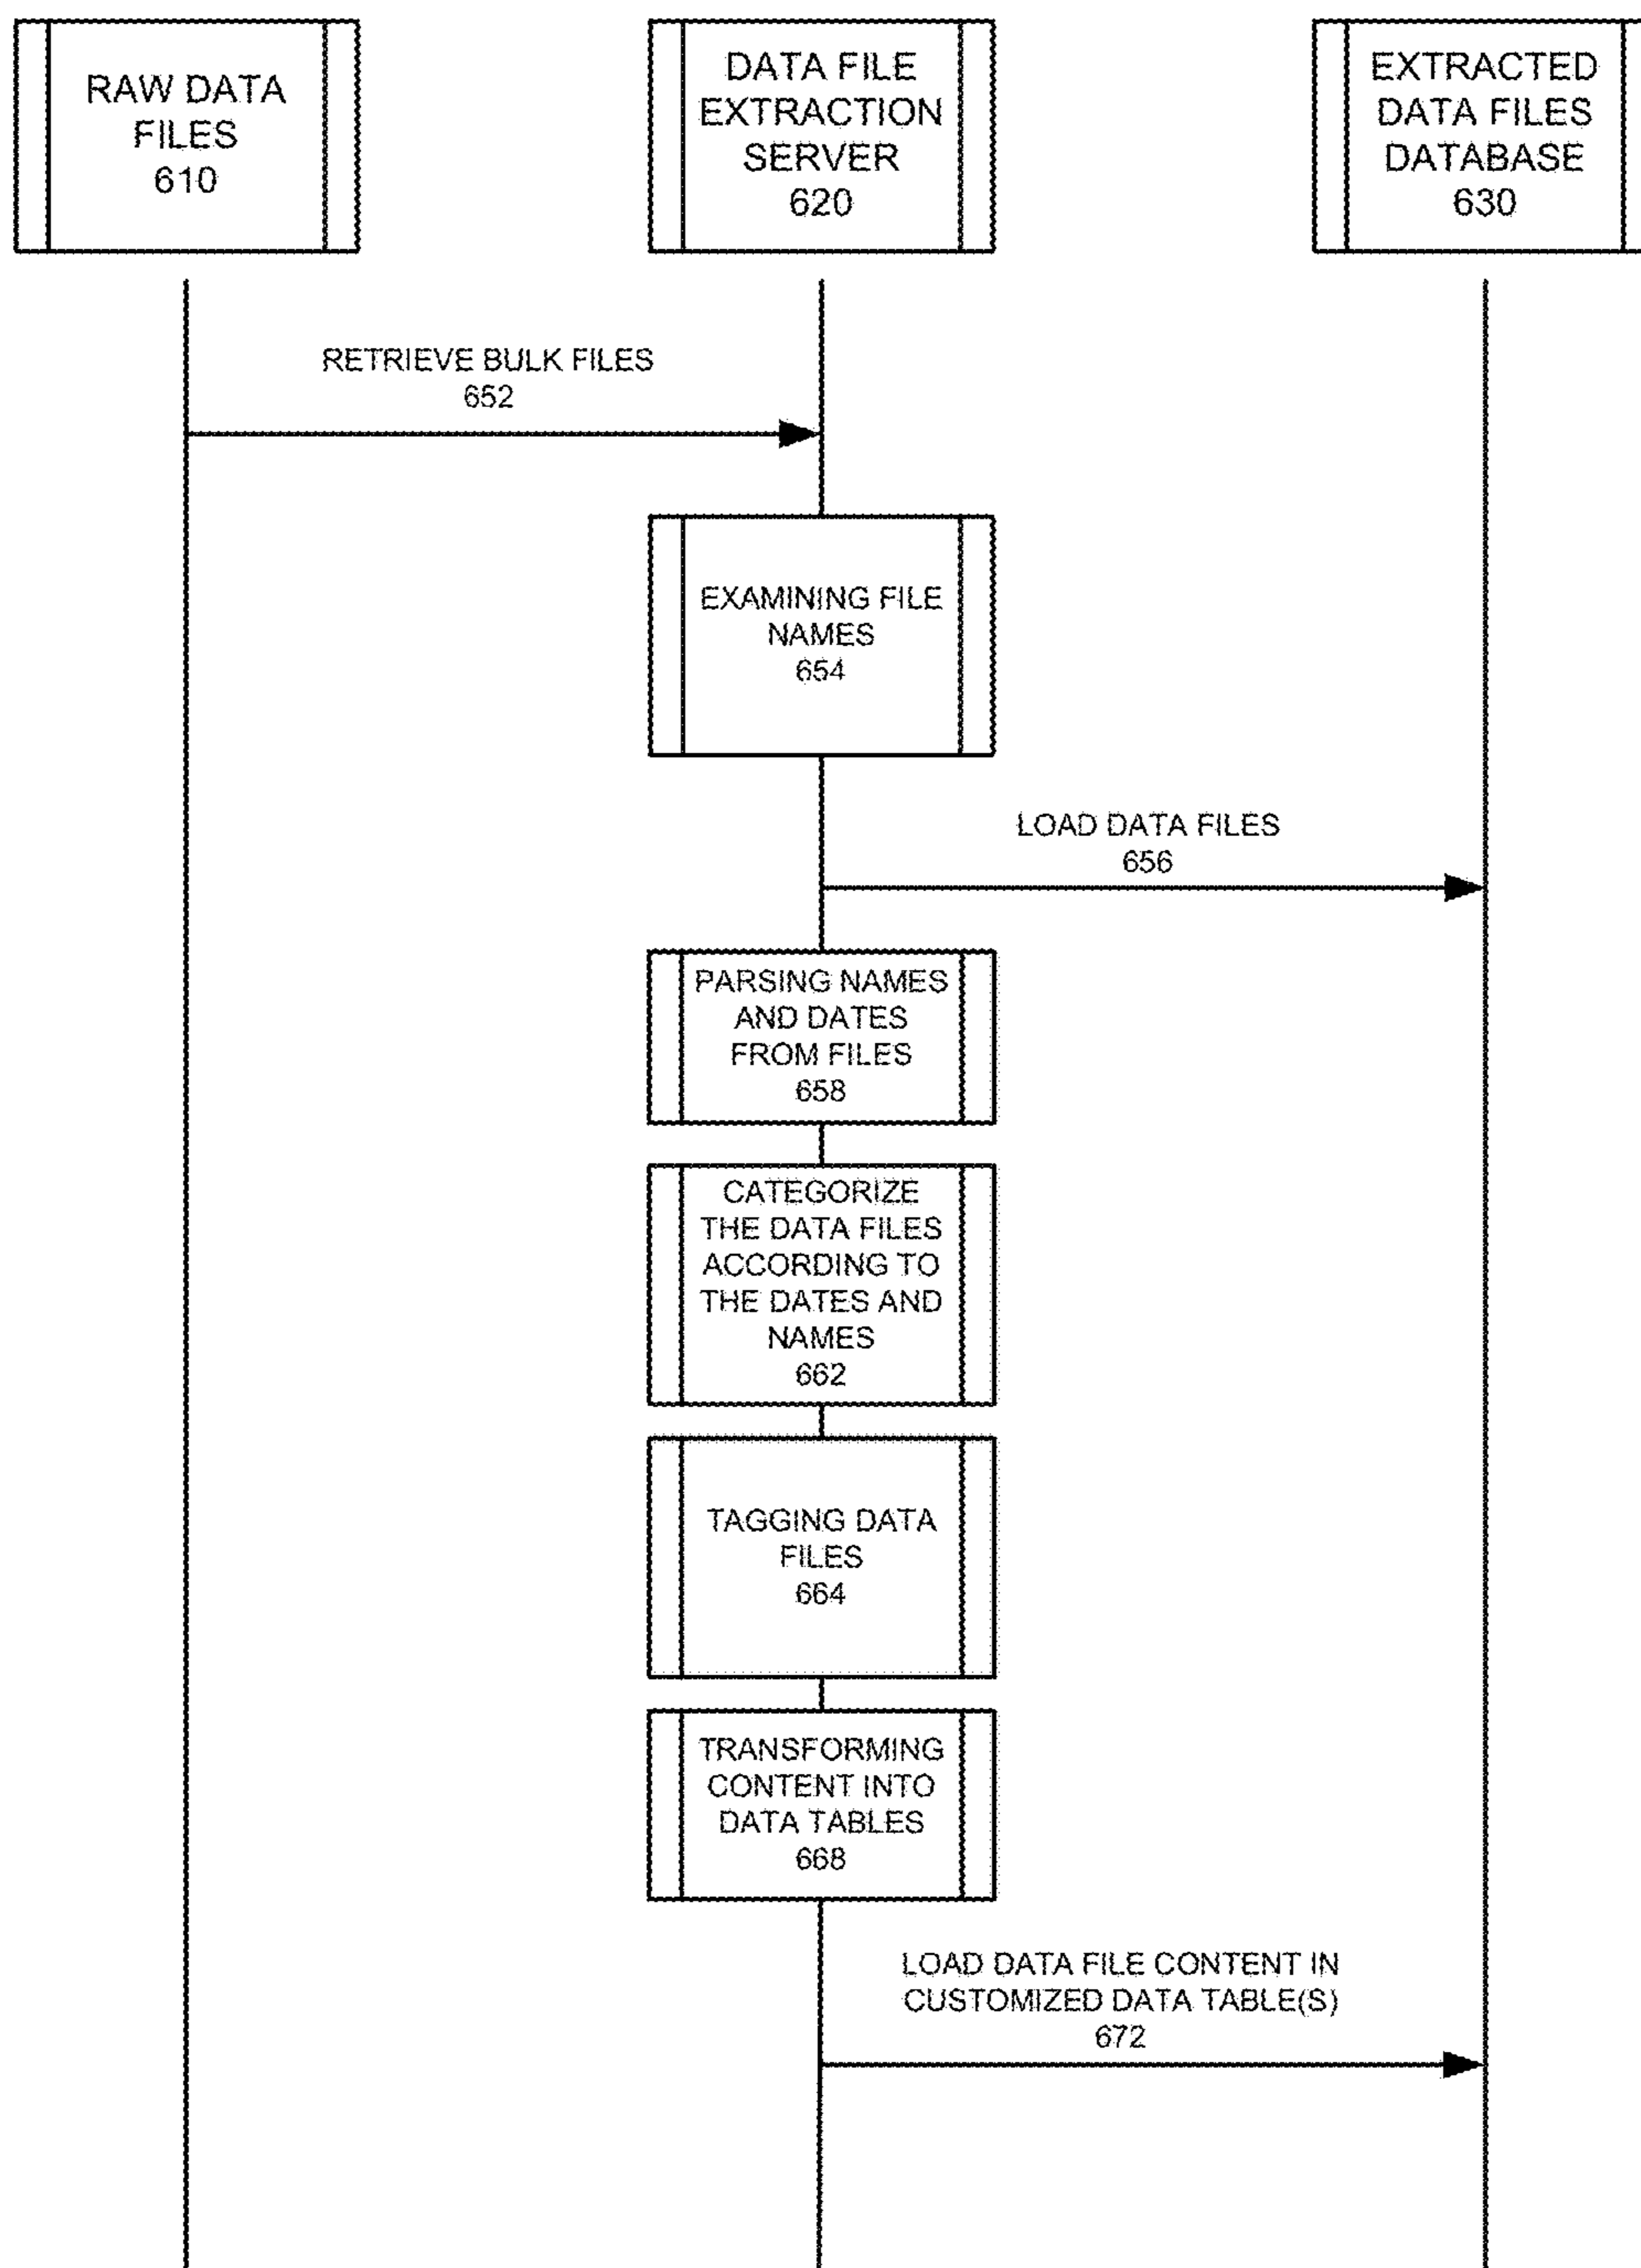 RAW DATA
FILES
610
DATA FILE
EXTRACTION
SERVER
620
EXTRACTED
DATA FILES
DATABASE
630
RETRIEVE BULK FILES
652
EXAMINING FILE
NAMES
654
LOAD DATA FILES
656
PARSING NAMES
AND DATES
FROM FILES
658
CATEGORIZE
THE DATA FILES
ACCORDING TO
THE DATES AND
NAMES
662
TAGGING DATA
FILES
664
TRANSFORMING
CONTENT INTO
DATA TABLES
668
LOAD DATA FILE CONTENT IN
CUSTOMIZED DATA TABLE(S)
672